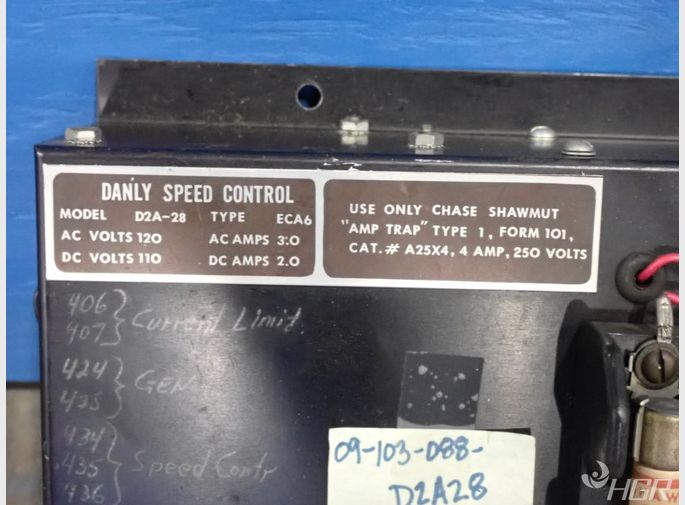 DANLY SPEED CONTROL
MODEL D2A-28 TYPE ECA6
AC VOLTS 120 AC AMPS 3.0
DC VOLTS 110 DC AMPS 2.0
USE ONLY CHASE SHAWMUT
"AMP TRAP" TYPE 1, FORM 101,
CAT.# A25X4, 4 AMP, 250 VOLTS
406
407 } Current Limit
424
425 } GEN
434
435 } Speed Contr
436
09-103-088-
D2A28
HGR